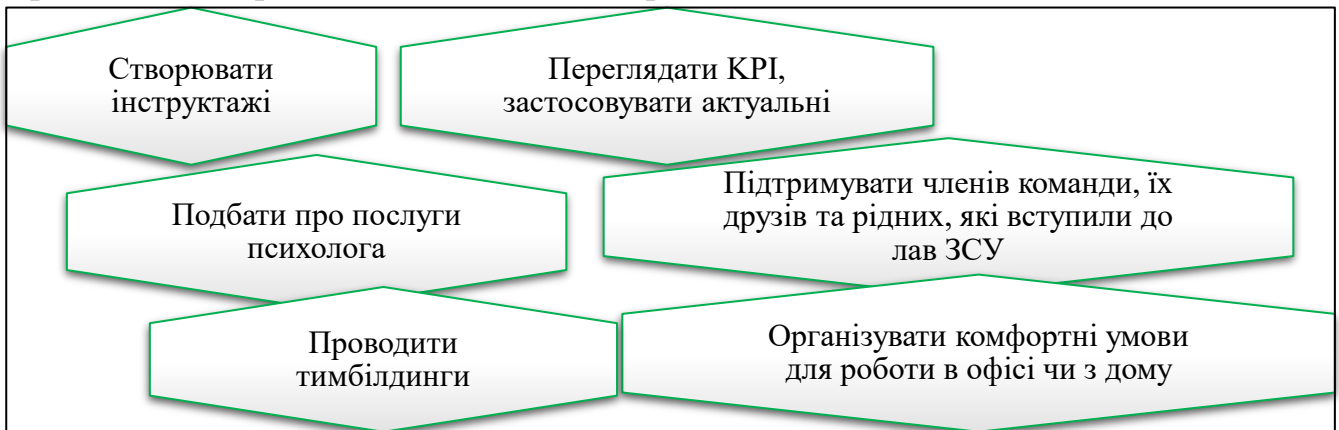 Створювати
інструктажі
Переглядати KPI,
застосовувати актуальні
Подбати про послуги
психолога
Підтримувати членів команди, їх
друзів та рідних, які вступили до
лав ЗСУ
Проводити
тимбілдинги
Організувати комфортні умови
для роботи в офісі чи з дому